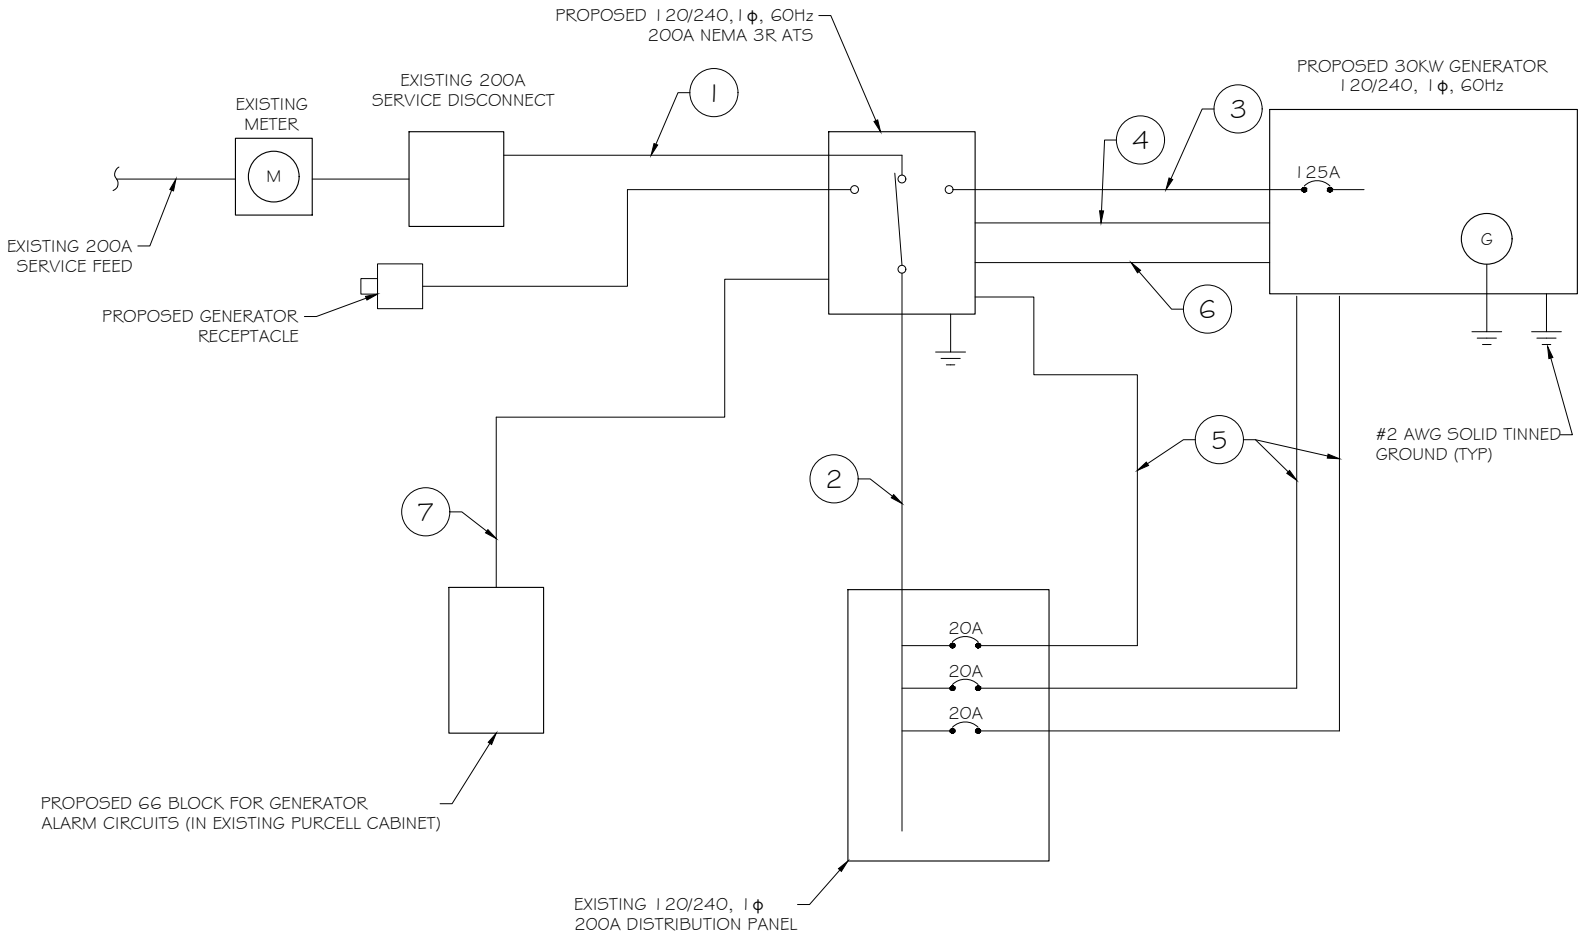 PROPOSED 120/240, 1ϕ, 60Hz
200A NEMA 3R ATS
EXISTING 200A
SERVICE DISCONNECT
1
EXISTING
METER
M
PROPOSED 30KW GENERATOR
120/240, 1ϕ, 60Hz
3
4
125A
G
EXISTING 200A
SERVICE FEED
PROPOSED GENERATOR
RECEPTACLE
6
#2 AWG SOLID TINNED
GROUND (TYP)
5
2
7
20A
20A
20A
PROPOSED 66 BLOCK FOR GENERATOR
ALARM CIRCUITS (IN EXISTING PURCELL CABINET)
EXISTING 120/240, 1ϕ
200A DISTRIBUTION PANEL